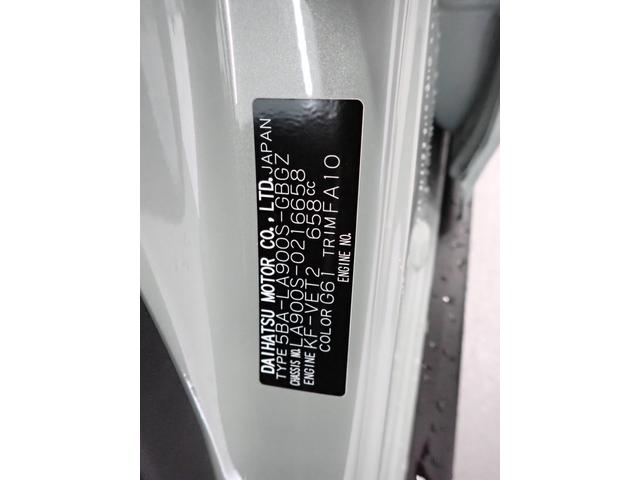 DAIHATSU MOTOR CO., LTD. JAPAN
TYPE 5BA-LA900S-GBGZ
CHASSIS NO. LA900S-0216658
ENGINE KF-VET2 658cc
COLOR G61 TRIM FA10
ENGINE NO.